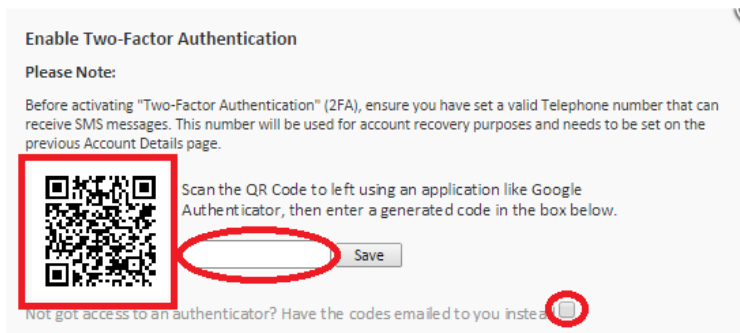 Enable Two-Factor Authentication
Please Note:
Before activating "Two-Factor Authentication" (2FA), ensure you have set a valid Telephone number that can
receive SMS messages. This number will be used for account recovery purposes and needs to be set on the
previous Account Details page.
Scan the QR Code to left using an application like Google
Authenticator, then enter a generated code in the box below.
Save
Not got access to an authenticator? Have the codes emailed to you